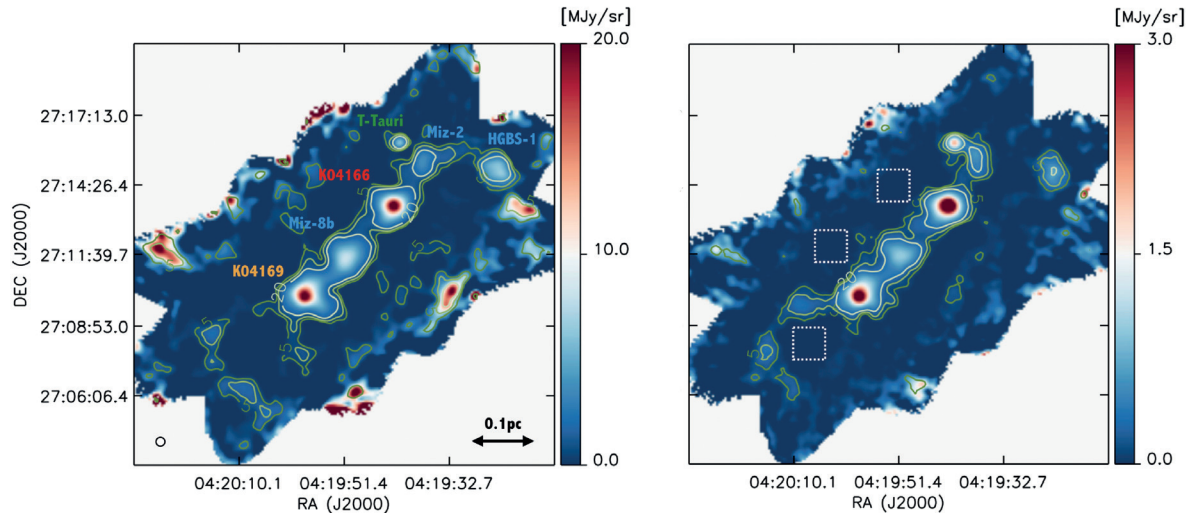 [MJy/sr]
20.0
10.0
0.0
T-Tauri
Miz-2
HGBS-1
K04166
Miz-8b
K04169
0.1pc
27:17:13.0
27:14:26.4
27:11:39.7
27:08:53.0
27:06:06.4
DEC (J2000)
04:20:10.1 04:19:51.4 04:19:32.7
RA (J2000)
[MJy/sr]
3.0
1.5
0.0
04:20:10.1 04:19:51.4 04:19:32.7
RA (J2000)